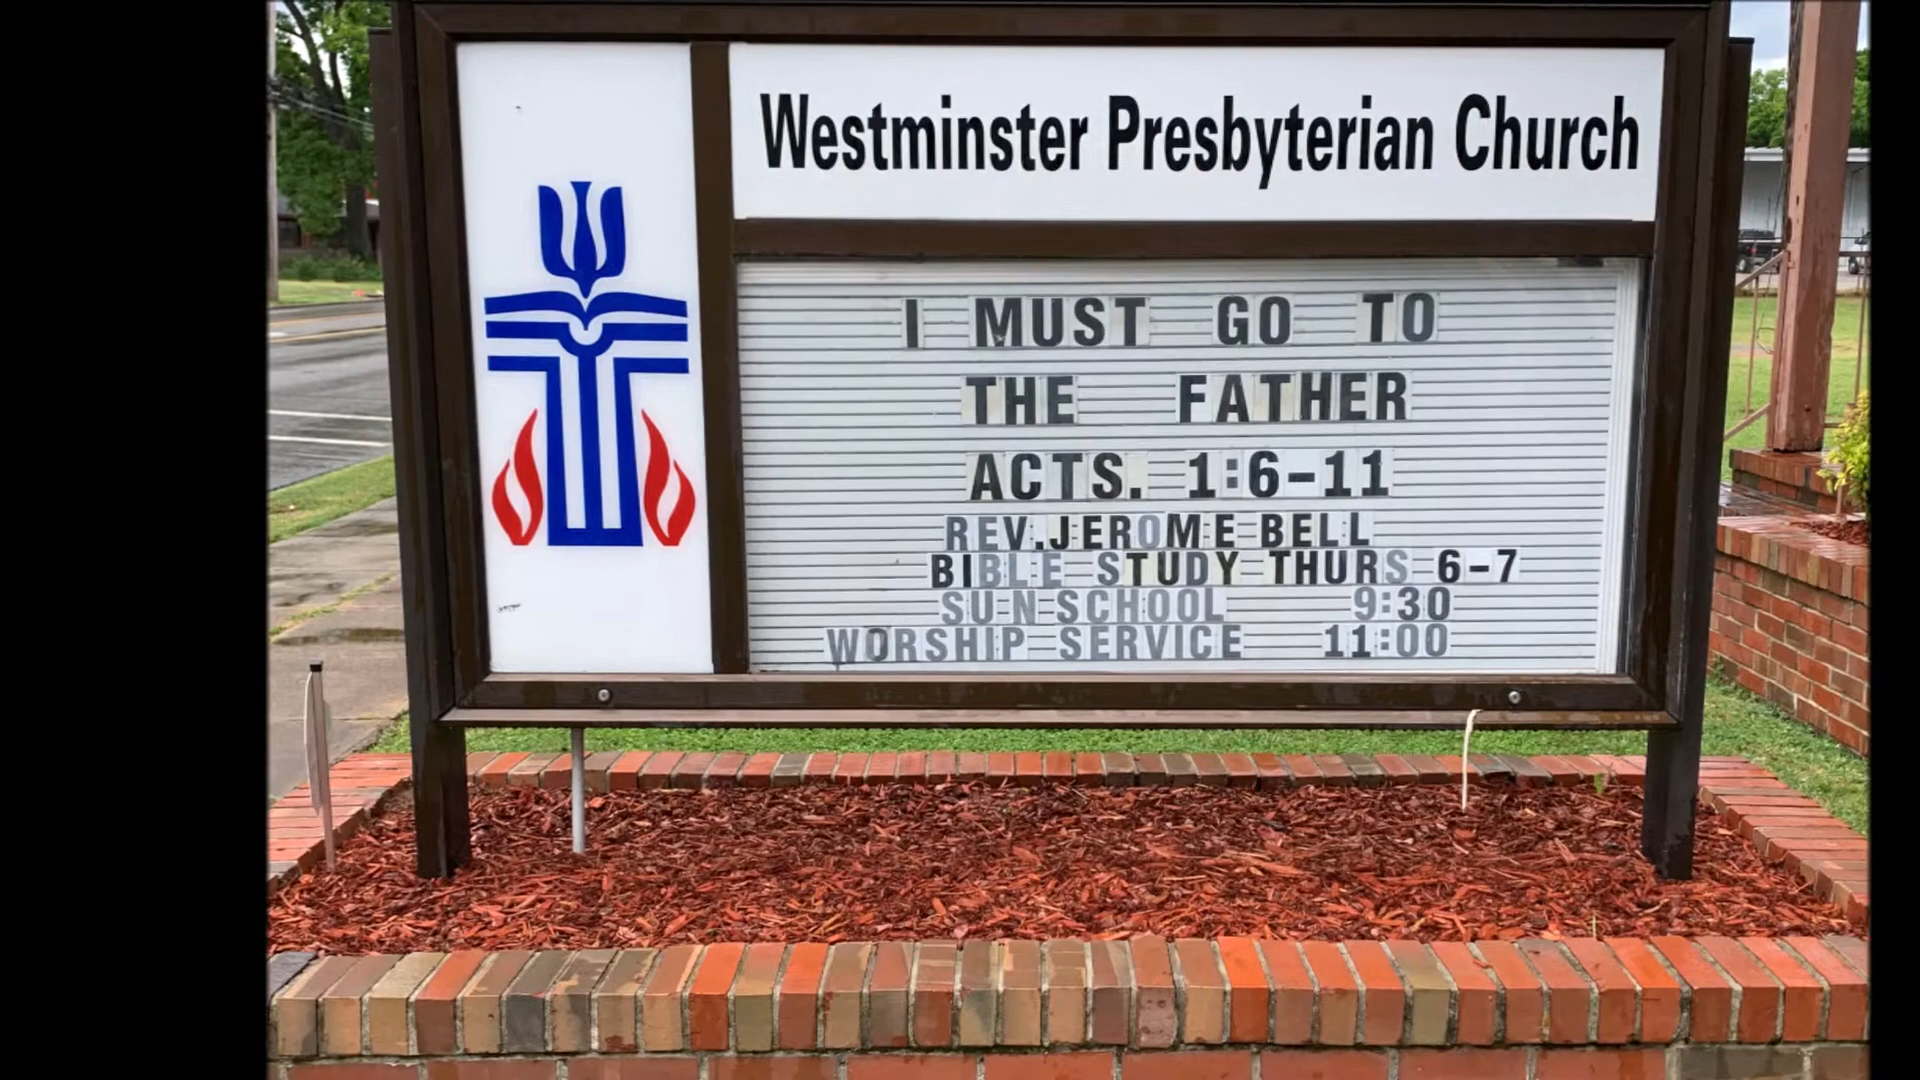 Westminster Presbyterian Church
I MUST GO TO
THE FATHER
ACTS. 1:6-11
REV.JEROME BELL
BIBLE STUDY THURS 6-7
SUN SCHOOL 9:30
WORSHIP SERVICE 11:00